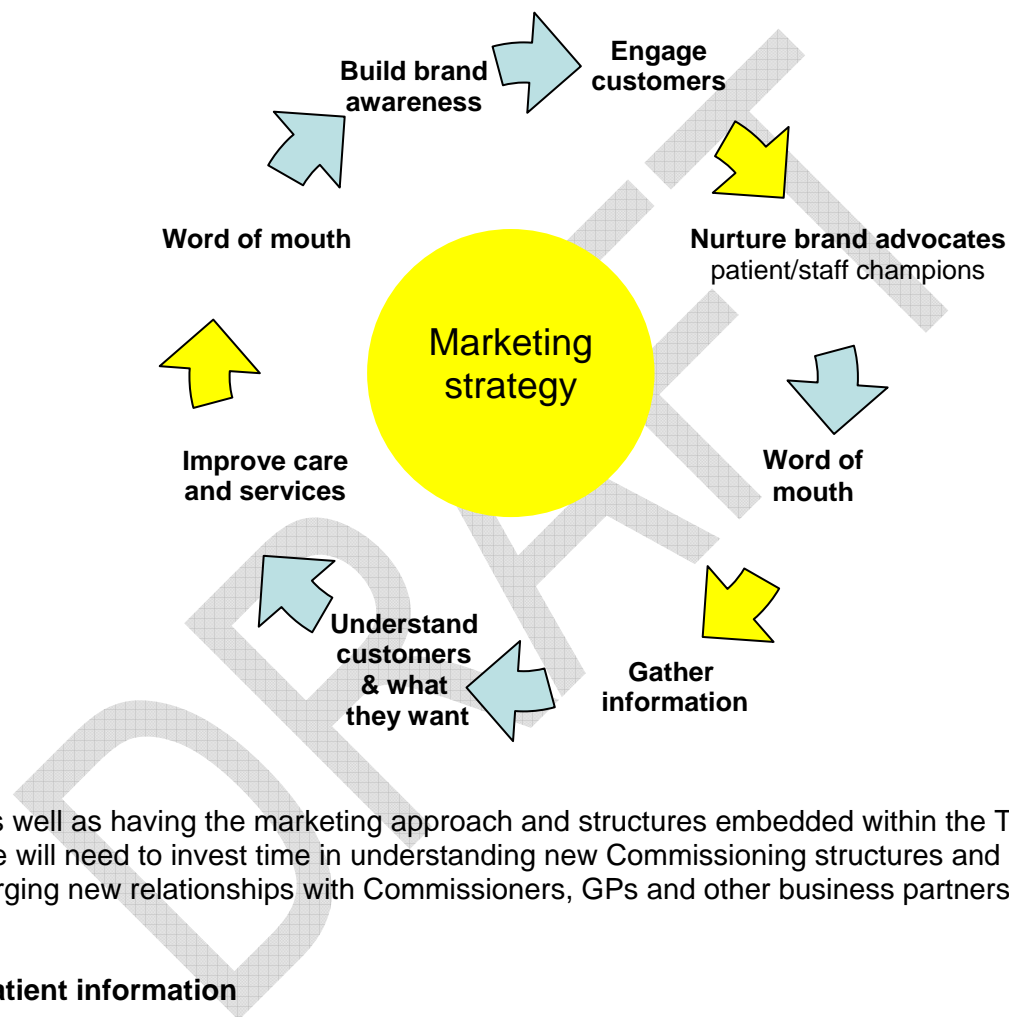 Engage
customers
Build brand
awareness
Nurture brand advocates
patient/staff champions
Word of mouth
Marketing
strategy
Word of
mouth
Improve care
and services
Gather
information
Understand
customers
& what
they want
s well as having the marketing approach and structures embedded within the T
e will need to invest time in understanding new Commissioning structures and
rging new relationships with Commissioners, GPs and other business partners
atient information
DRAFT